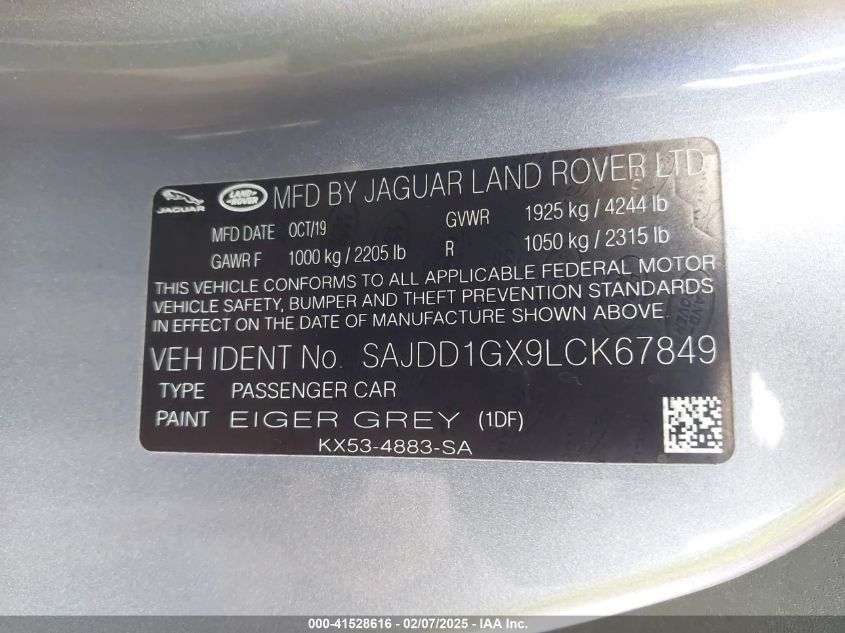 JAGUAR LAND ROVER MFD BY JAGUAR LAND ROVER LTD
MFD DATE OCT/19 GVWR 1925 kg / 4244 lb
GAWR F 1000 kg / 2205 lb R 1050 kg / 2315 lb
THIS VEHICLE CONFORMS TO ALL APPLICABLE FEDERAL MOTOR
VEHICLE SAFETY, BUMPER AND THEFT PREVENTION STANDARDS
IN EFFECT ON THE DATE OF MANUFACTURE SHOWN ABOVE.
VEH IDENT No. SAJDD1GX9LCK67849
TYPE PASSENGER CAR
PAINT EIGER GREY (1DF)
KX53-4883-SA
000-41528616 - 02/07/2025 - IAA Inc.